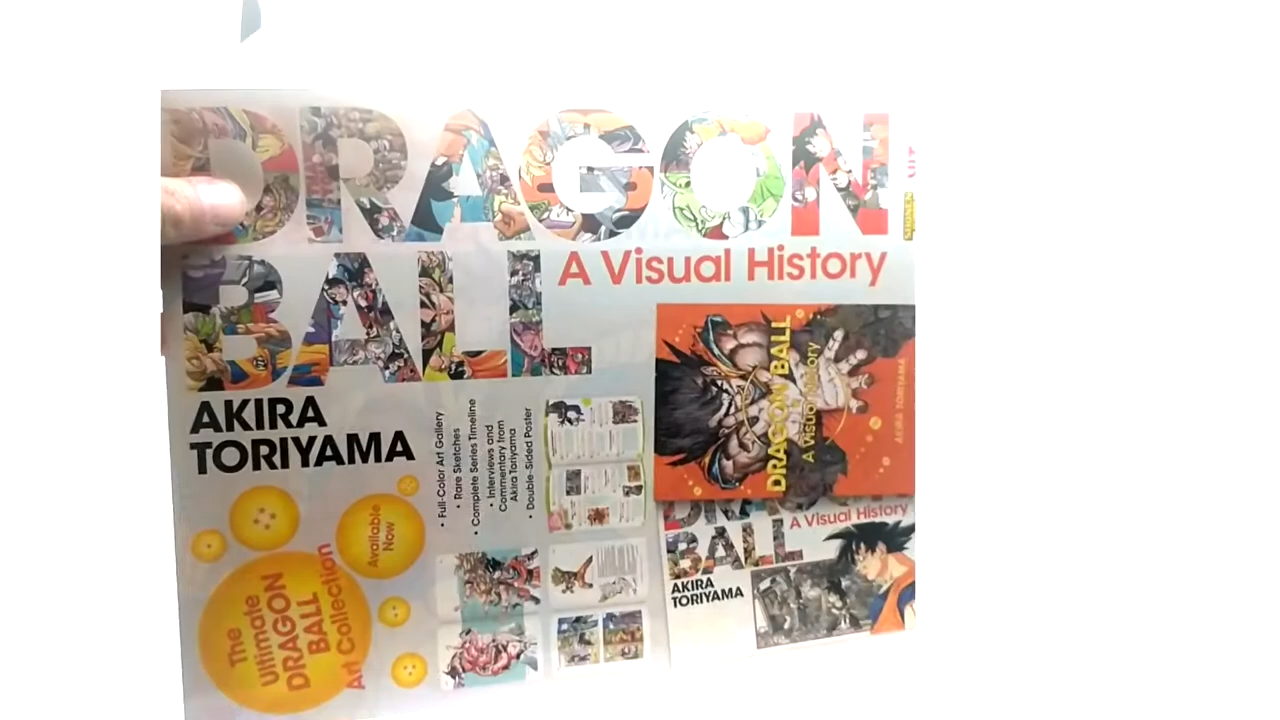 DRAGON
BALL
A Visual History
AKIRA
TORIYAMA
• Full-Color Art Gallery
• Rare Sketches
• Complete Series Timeline
• Interviews and
Commentary from
Akira Toriyama
• Double-Sided Poster
Available
Now
The
Ultimate
DRAGON
BALL
Art Collection
DRAGON BALL
A Visual History
AKIRA TORIYAMA
DRAGON
BALL
A Visual History
AKIRA
TORIYAMA
SHONEN